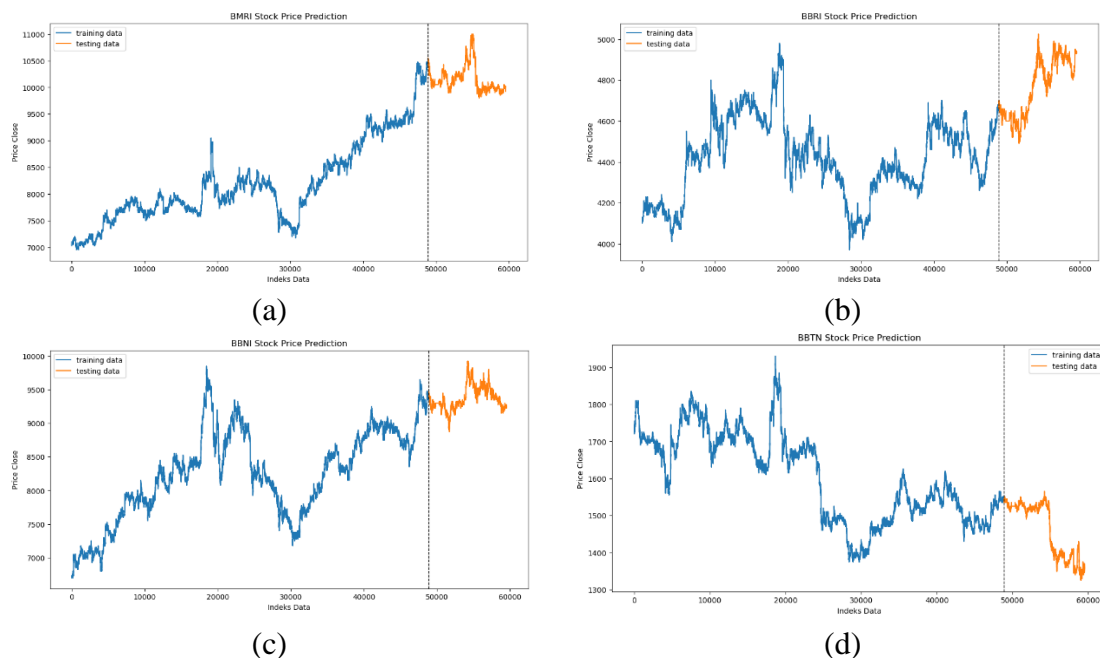 BMRI Stock Price Prediction
training data
testing data
11000
10500
10000
9500
9000
8500
8000
7500
7000
Price Close
0 10000 20000 30000 40000 50000 60000
Indeks Data
(a)
BBRI Stock Price Prediction
training data
testing data
5000
4800
4600
4400
4200
4000
Price Close
0 10000 20000 30000 40000 50000 60000
Indeks Data
(b)
BBNI Stock Price Prediction
training data
testing data
10000
9500
9000
8500
8000
7500
7000
Price Close
0 10000 20000 30000 40000 50000 60000
Indeks Data
(c)
BBTN Stock Price Prediction
training data
testing data
1900
1800
1700
1600
1500
1400
1300
Price Close
0 10000 20000 30000 40000 50000 60000
Indeks Data
(d)